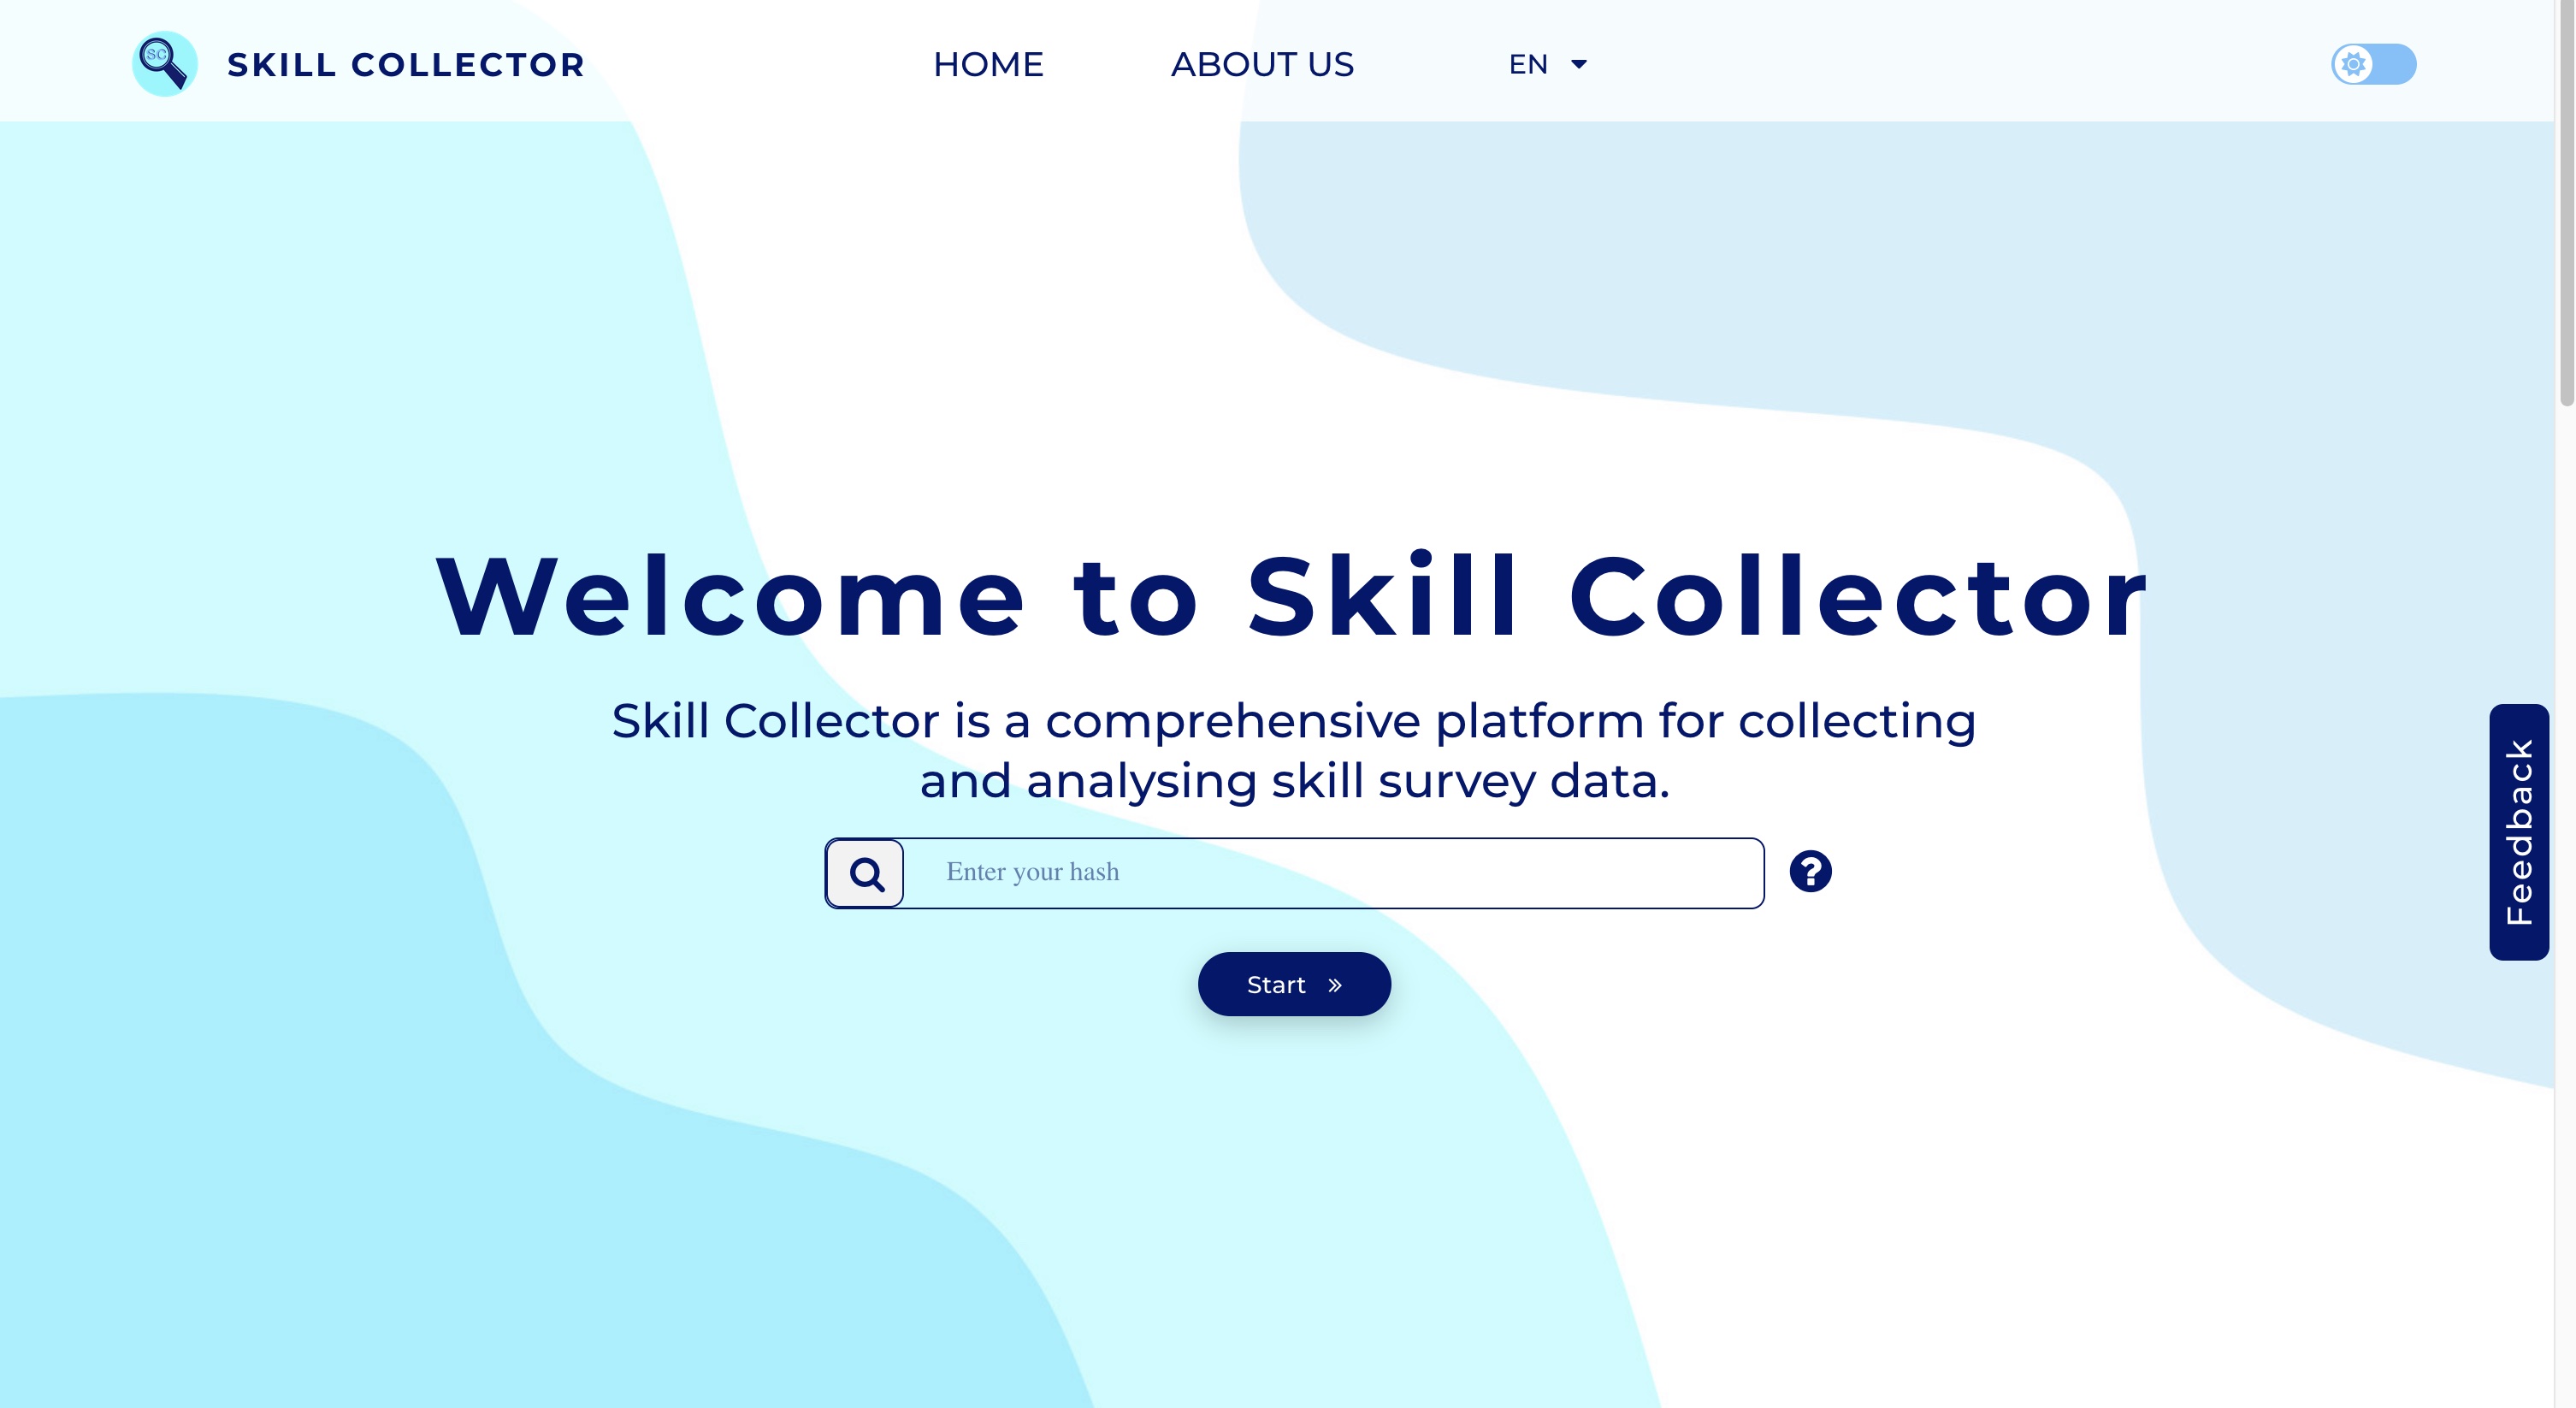 SC
SKILL COLLECTOR
HOME
ABOUT US
EN
Welcome to Skill Collector
Skill Collector is a comprehensive platform for collecting
and analysing skill survey data.
Enter your hash
Start
Feedback